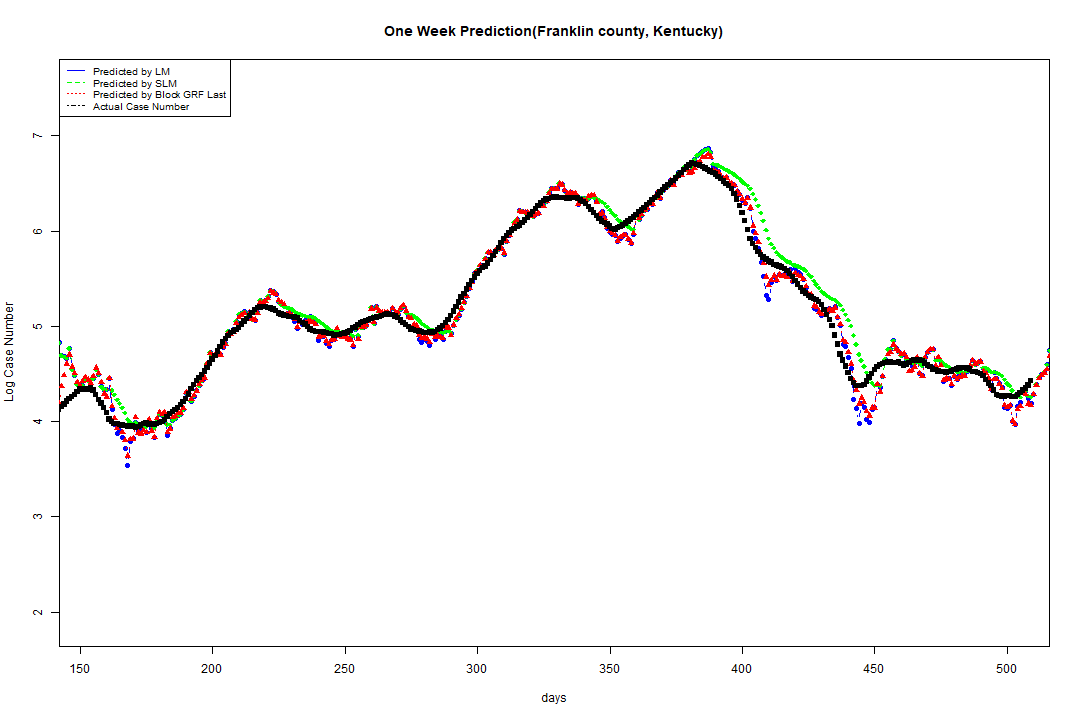 One Week Prediction(Franklin county, Kentucky)
Predicted by LM
Predicted by SLM
Predicted by Block GRF Last
Actual Case Number
7
6
5
4
3
2
Log Case Number
150 200 250 300 350 400 450 500
days